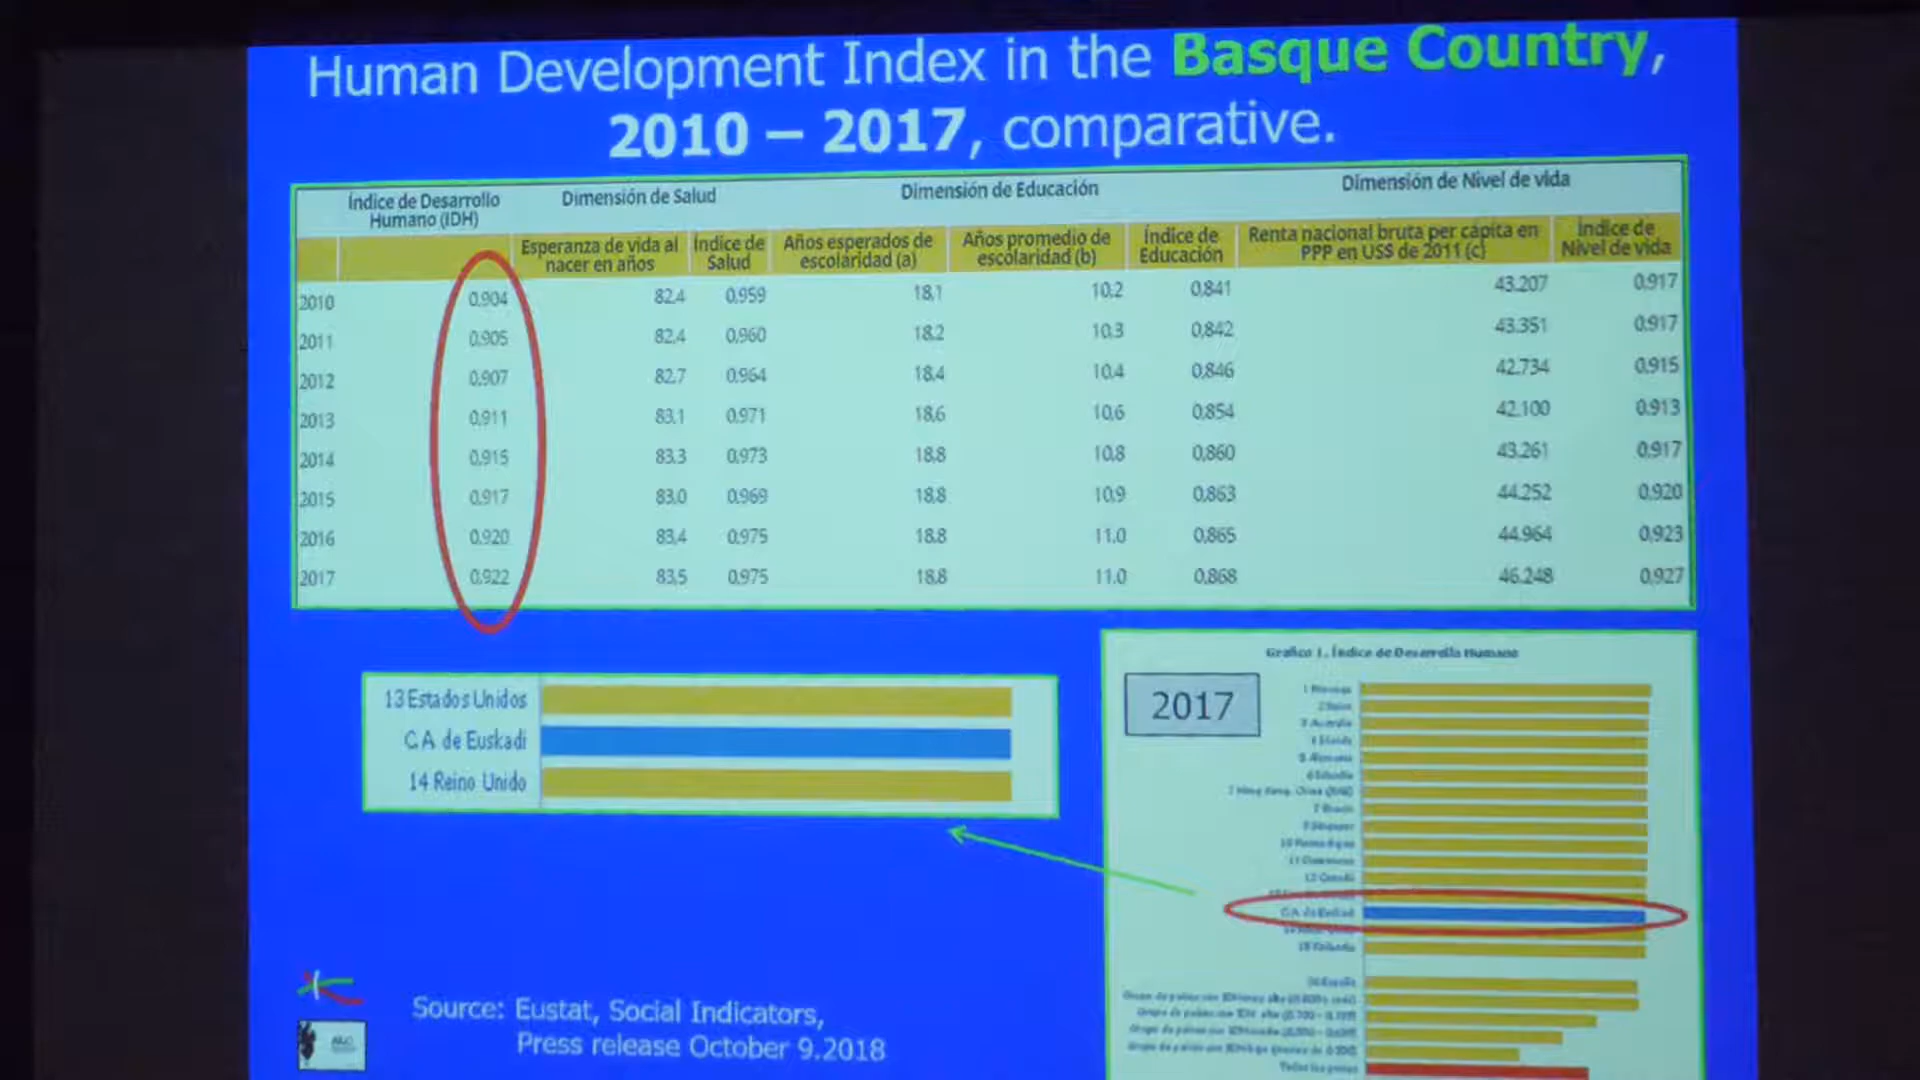 Human Development Index in the Basque Country,
2010 – 2017, comparative.
Índice de Desarrollo
Humano (IDH)
Dimensión de Salud
Dimensión de Educación
Dimensión de Nivel de vida
Esperanza de vida al
nacer en años
Índice de
Salud
Años esperados de
escolaridad (a)
Años promedio de
escolaridad (b)
Índice de
Educación
Renta nacional bruta per cápita en
PPP en US$ de 2011 (c)
Índice de
Nivel de vida
2010 0,904 82,4 0,959 18,1 10,2 0,841 43.207 0,917
2011 0,905 82,4 0,960 18,2 10,3 0,842 43.351 0,917
2012 0,907 82,7 0,964 18,4 10,4 0,846 42.734 0,915
2013 0,911 83,1 0,971 18,6 10,6 0,854 42.100 0,913
2014 0,915 83,3 0,973 18,8 10,8 0,860 43.261 0,917
2015 0,917 83,0 0,969 18,8 10,9 0,863 44.252 0,920
2016 0,920 83,4 0,975 18,8 11,0 0,865 44.964 0,923
2017 0,922 83,5 0,975 18,8 11,0 0,868 46.248 0,927
13 Estados Unidos
C.A de Euskadi
14 Reino Unido
Grafico 1. Índice de Desarrollo Humano
2017
12 Canadá
C.A de Euskadi
Todos los países
Source: Eustat, Social Indicators,
Press release October 9.2018